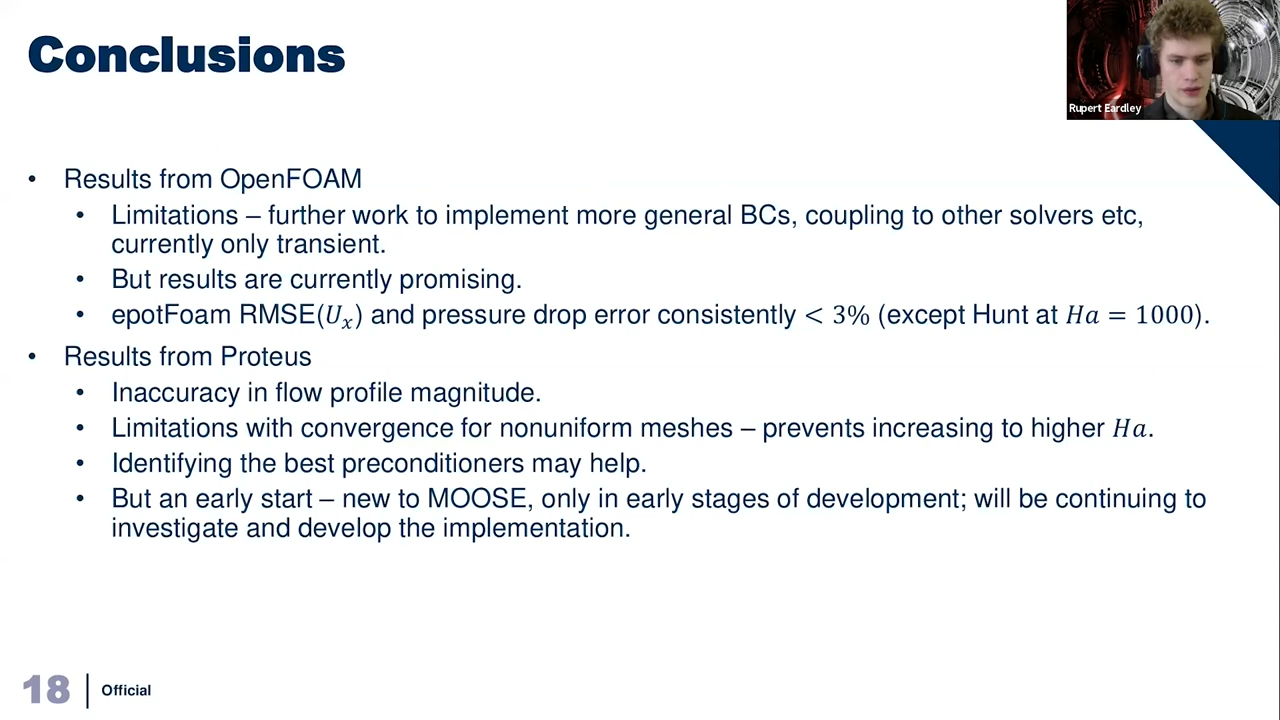 Conclusions
Rupert Eardley
• Results from OpenFOAM
• Limitations – further work to implement more general BCs, coupling to other solvers etc,
currently only transient.
• But results are currently promising.
• epotFoam RMSE(𝑈ₓ) and pressure drop error consistently < 3% (except Hunt at 𝐻𝑎 = 1000).
• Results from Proteus
• Inaccuracy in flow profile magnitude.
• Limitations with convergence for nonuniform meshes – prevents increasing to higher 𝐻𝑎.
• Identifying the best preconditioners may help.
• But an early start – new to MOOSE, only in early stages of development; will be continuing to
investigate and develop the implementation.
18 Official